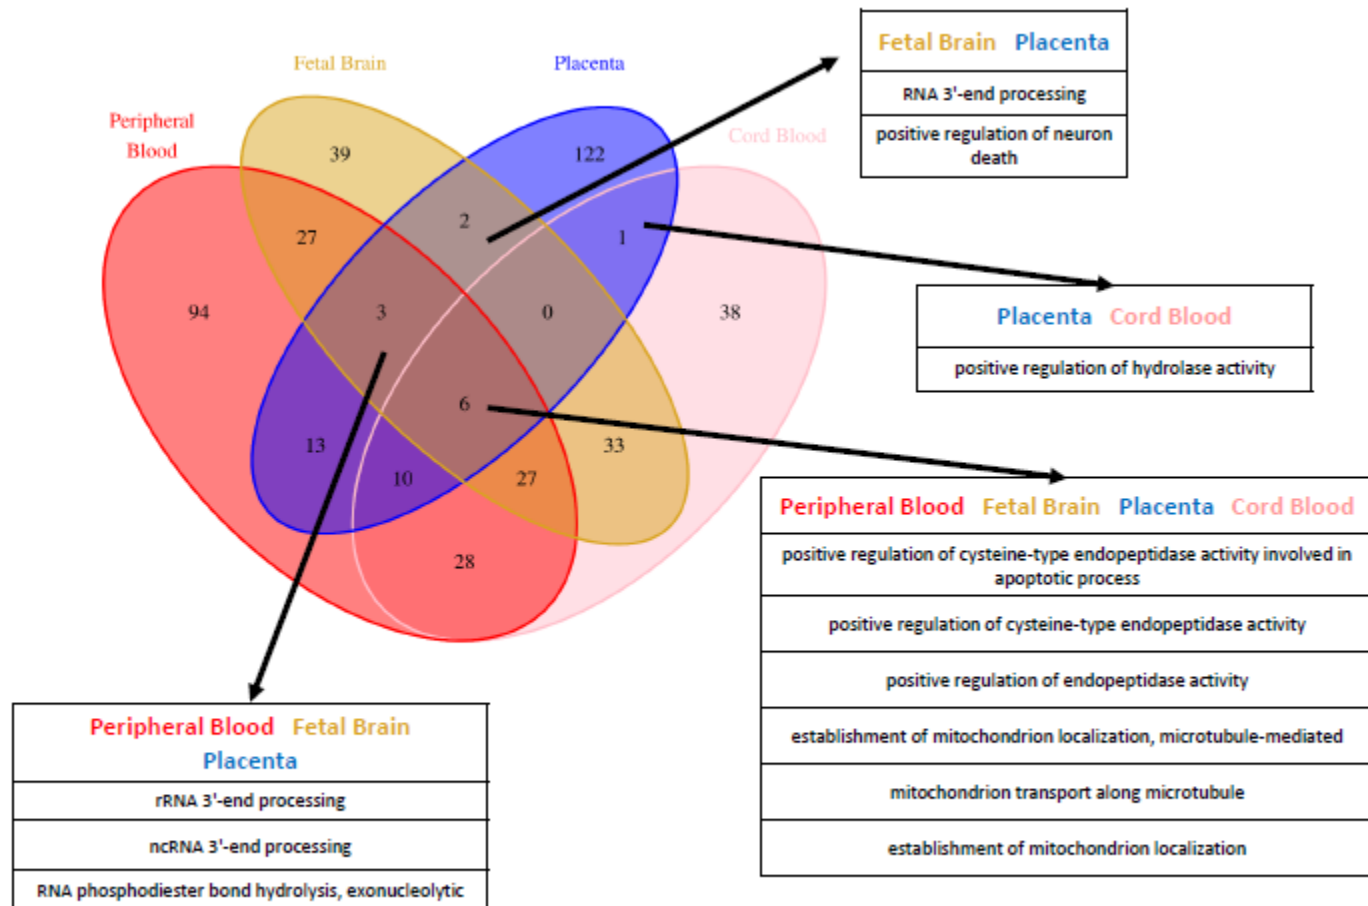 Fetal Brain
Placenta
Peripheral
Blood
Cord Blood
39
122
27
2
1
94
3
0
38
6
13
10
27
33
28
Fetal Brain Placenta
RNA 3'-end processing
positive regulation of neuron
death
Placenta Cord Blood
positive regulation of hydrolase activity
Peripheral Blood Fetal Brain Placenta Cord Blood
positive regulation of cysteine-type endopeptidase activity involved in
apoptotic process
positive regulation of cysteine-type endopeptidase activity
positive regulation of endopeptidase activity
establishment of mitochondrion localization, microtubule-mediated
mitochondrion transport along microtubule
establishment of mitochondrion localization
Peripheral Blood Fetal Brain
Placenta
rRNA 3'-end processing
ncRNA 3'-end processing
RNA phosphodiester bond hydrolysis, exonucleolytic